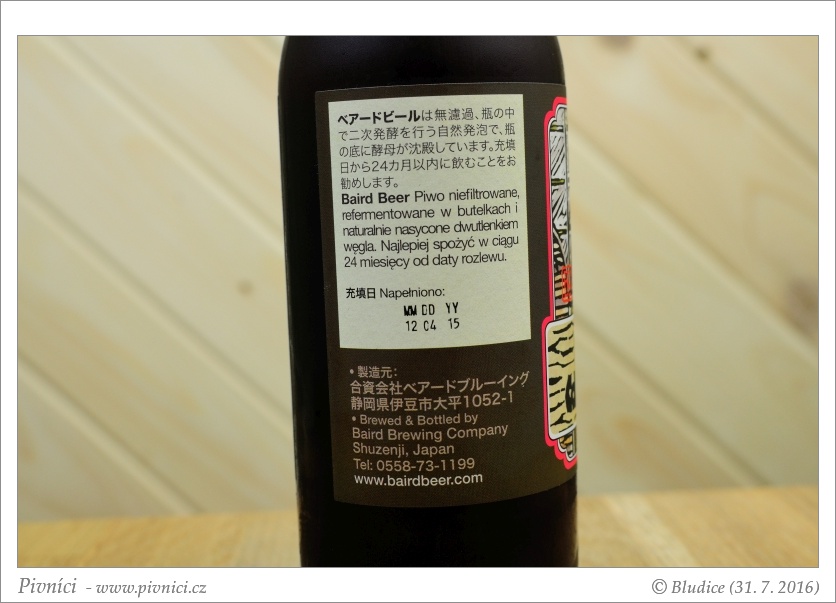 ベアードビールは無濾過、瓶の中
で二次発酵を行う自然発泡で、瓶
の底に酵母が沈殿しています。充填
日から24カ月以内に飲むことをお
勧めします。
Baird Beer Piwo niefiltrowane,
refermentowane w butelkach i
naturalnie nasycone dwutlenkiem
węgla. Najlepiej spożyć w ciągu
24 miesięcy od daty rozlewu.
充填日 Napełniono:
MM DD YY
12 04 15
• 製造元:
合資会社ベアードブルーイング
静岡県伊豆市大平1052-1
• Brewed & Bottled by
Baird Brewing Company
Shuzenji, Japan
Tel: 0558-73-1199
www.bairdbeer.com
Pivníci - www.pivnici.cz
© Bludice (31. 7. 2016)